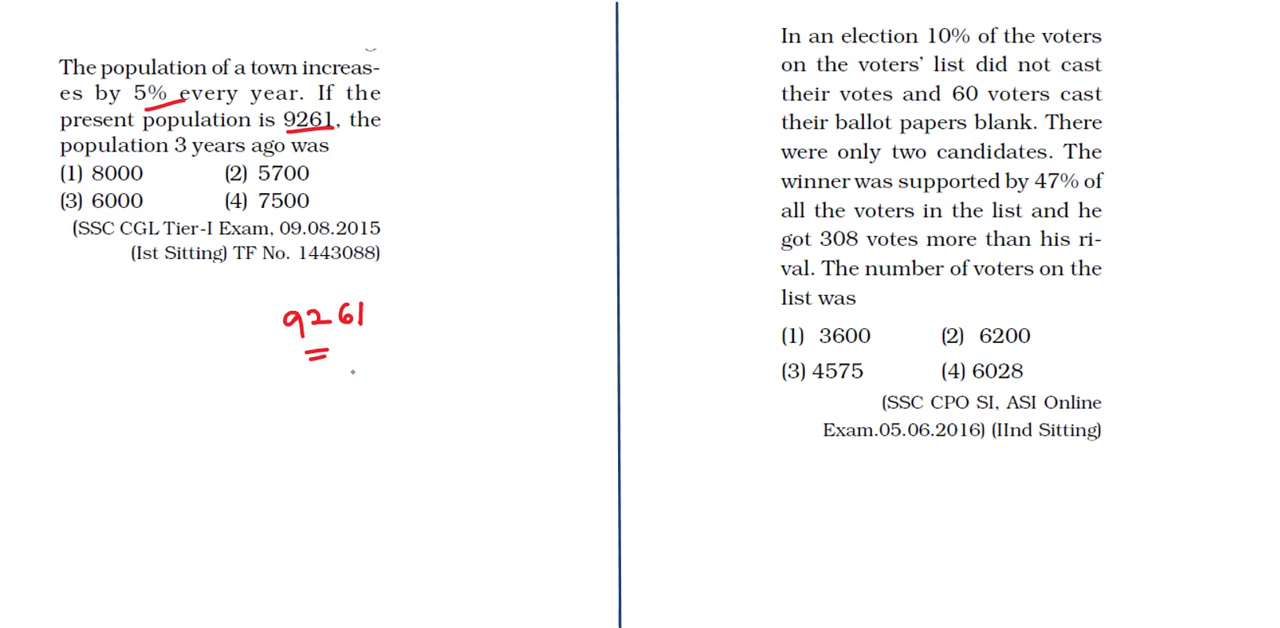 The population of a town increas-
es by 5% every year. If the
present population is 9261, the
population 3 years ago was
(1) 8000 (2) 5700
(3) 6000 (4) 7500
(SSC CGL Tier-I Exam, 09.08.2015
(Ist Sitting) TF No. 1443088)
9261
In an election 10% of the voters
on the voters' list did not cast
their votes and 60 voters cast
their ballot papers blank. There
were only two candidates. The
winner was supported by 47% of
all the voters in the list and he
got 308 votes more than his ri-
val. The number of voters on the
list was
(1) 3600 (2) 6200
(3) 4575 (4) 6028
(SSC CPO SI, ASI Online
Exam.05.06.2016) (IInd Sitting)